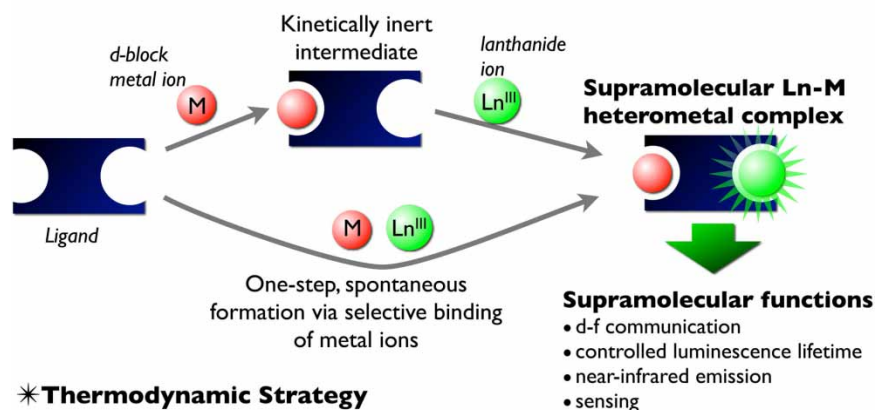 Kinetically inert
intermediate
d-block
metal ion
M
lanthanide
ion
Ln^III
Supramolecular Ln-M
heterometal complex
Ligand
M Ln^III
One-step, spontaneous
formation via selective binding
of metal ions
Supramolecular functions
• d-f communication
• controlled luminescence lifetime
• near-infrared emission
• sensing
✳Thermodynamic Strategy